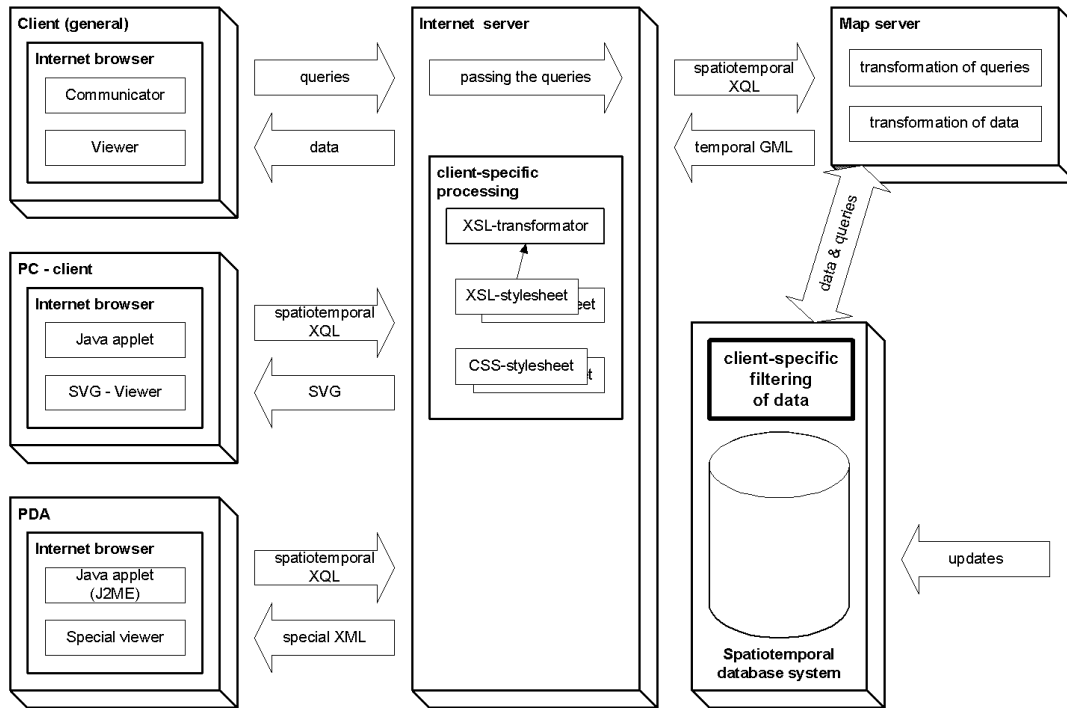 Client (general)
Internet browser
Communicator
Viewer
queries
data
PC - client
Internet browser
Java applet
SVG - Viewer
spatiotemporal
XQL
SVG
PDA
Internet browser
Java applet
(J2ME)
Special viewer
spatiotemporal
XQL
special XML
Internet server
passing the queries
client-specific
processing
XSL-transformator
XSL-stylesheet
eet
CSS-stylesheet
et
spatiotemporal
XQL
temporal GML
Map server
transformation of queries
transformation of data
data & queries
client-specific
filtering
of data
Spatiotemporal
database system
updates